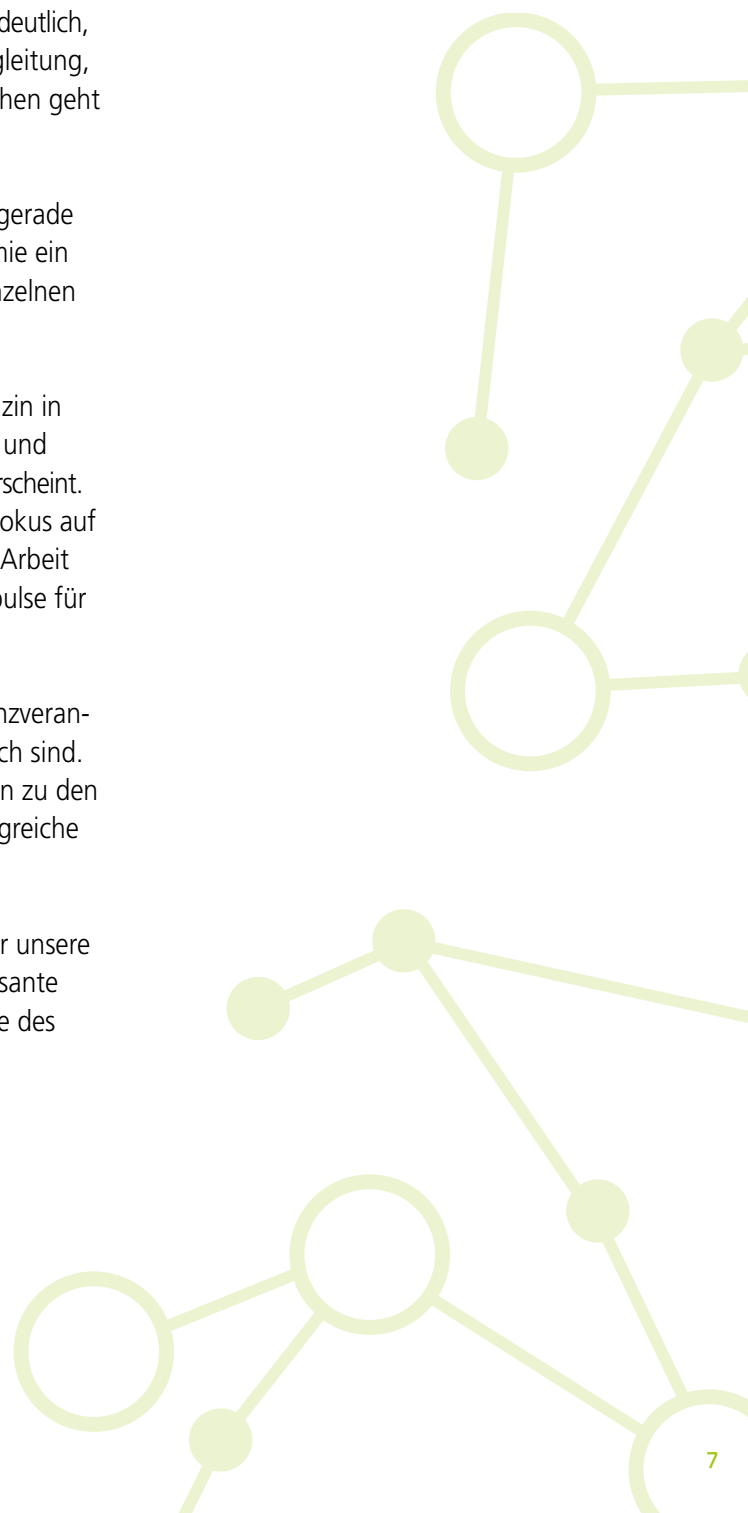 deutlich,
gleitung,
hen geht
gerade
nie ein
nzelnen
zin in
und
rscheint.
okus auf
Arbeit
pulse für
nzveran-
ch sind.
n zu den
greiche
r unsere
sante
e des
7